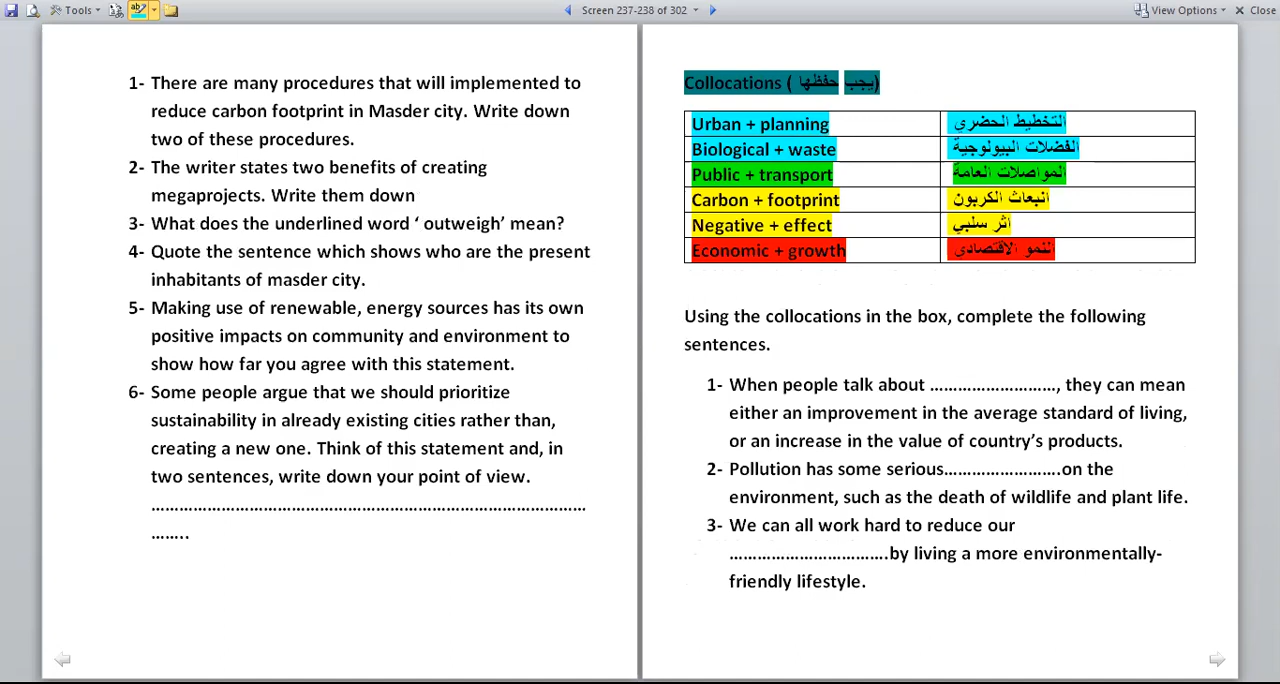 Tools
Screen 237-238 of 302
View Options
Close
1- There are many procedures that will implemented to
reduce carbon footprint in Masder city. Write down
two of these procedures.
2- The writer states two benefits of creating
megaprojects. Write them down
3- What does the underlined word ‘ outweigh’ mean?
4- Quote the sentence which shows who are the present
inhabitants of masder city.
5- Making use of renewable, energy sources has its own
positive impacts on community and environment to
show how far you agree with this statement.
6- Some people argue that we should prioritize
sustainability in already existing cities rather than,
creating a new one. Think of this statement and, in
two sentences, write down your point of view.
……………………………………………………………………………
……..
Collocations ( يجب حفظها)
Urban + planning التخطيط الحضري
Biological + waste الفضلات البيولوجية
Public + transport المواصلات العامة
Carbon + footprint انبعاث الكربون
Negative + effect اثر سلبي
Economic + growth النمو الاقتصادي
Using the collocations in the box, complete the following
sentences.
1- When people talk about ………………………, they can mean
either an improvement in the average standard of living,
or an increase in the value of country’s products.
2- Pollution has some serious…………………….on the
environment, such as the death of wildlife and plant life.
3- We can all work hard to reduce our
…………………………….by living a more environmentally-
friendly lifestyle.